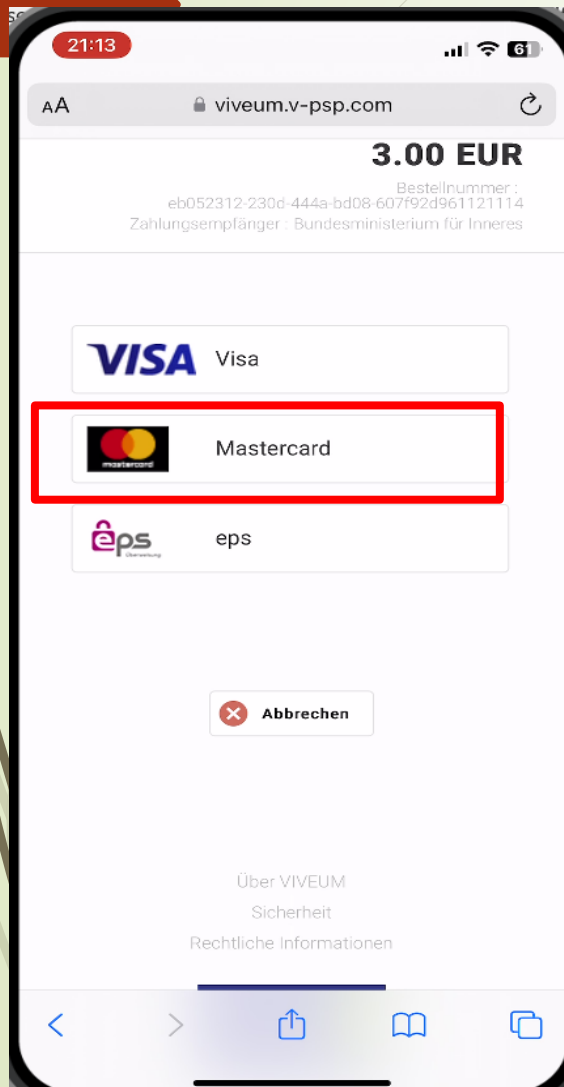 21:13
61
AA viveum.v-psp.com
3.00 EUR
Bestellnummer :
eb052312-230d-444a-bd08-607f92d961121114
Zahlungsempfänger : Bundesministerium für Inneres
VISA Visa
mastercard Mastercard
eps eps
Überweisung
Abbrechen
Über VIVEUM
Sicherheit
Rechtliche Informationen